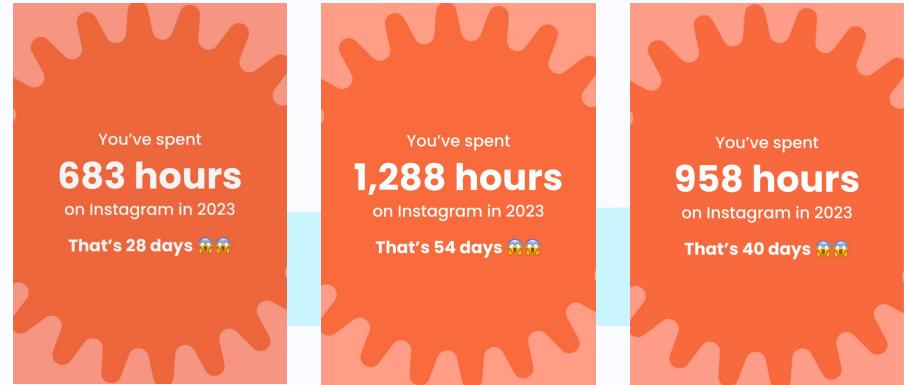 You’ve spent
683 hours
on Instagram in 2023
That’s 28 days 😱😱
You’ve spent
1,288 hours
on Instagram in 2023
That’s 54 days 😱😱
You’ve spent
958 hours
on Instagram in 2023
That’s 40 days 😱😱